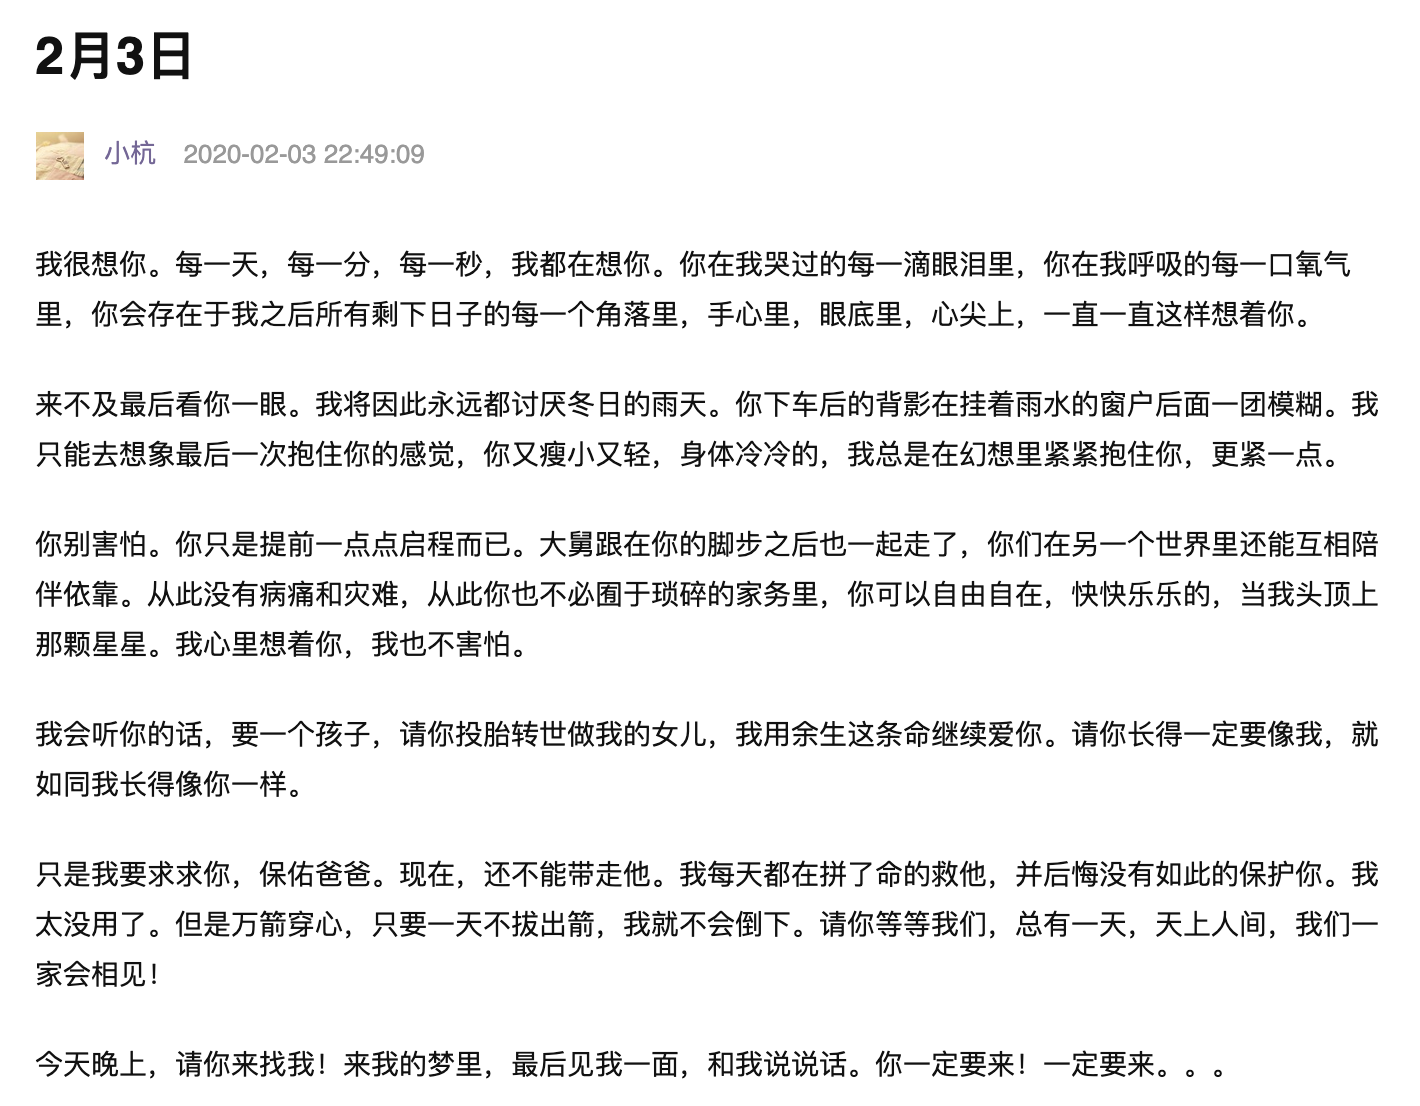 2月3日
小杭 2020-02-03 22:49:09
我很想你。每一天，每一分，每一秒，我都在想你。你在我哭过的每一滴眼泪里，你在我呼吸的每一口氧气
里，你会存在于我之后所有剩下日子的每一个角落里，手心里，眼底里，心尖上，一直一直这样想着你。
来不及最后看你一眼。我将因此永远都讨厌冬日的雨天。你下车后的背影在挂着雨水的窗户后面一团模糊。我
只能去想象最后一次抱住你的感觉，你又瘦小又轻，身体冷冷的，我总是在幻想里紧紧抱住你，更紧一点。
你别害怕。你只是提前一点点启程而已。大舅跟在你的脚步之后也一起走了，你们在另一个世界里还能互相陪
伴依靠。从此没有病痛和灾难，从此你也不必囿于琐碎的家务里，你可以自由自在，快快乐乐的，当我头顶上
那颗星星。我心里想着你，我也不害怕。
我会听你的话，要一个孩子，请你投胎转世做我的女儿，我用余生这条命继续爱你。请你长得一定要像我，就
如同我长得像你一样。
只是我要求求你，保佑爸爸。现在，还不能带走他。我每天都在拼了命的救他，并后悔没有如此的保护你。我
太没用了。但是万箭穿心，只要一天不拔出箭，我就不会倒下。请你等等我们，总有一天，天上人间，我们一
家会相见！
今天晚上，请你来找我！来我的梦里，最后见我一面，和我说说话。你一定要来！一定要来。。。